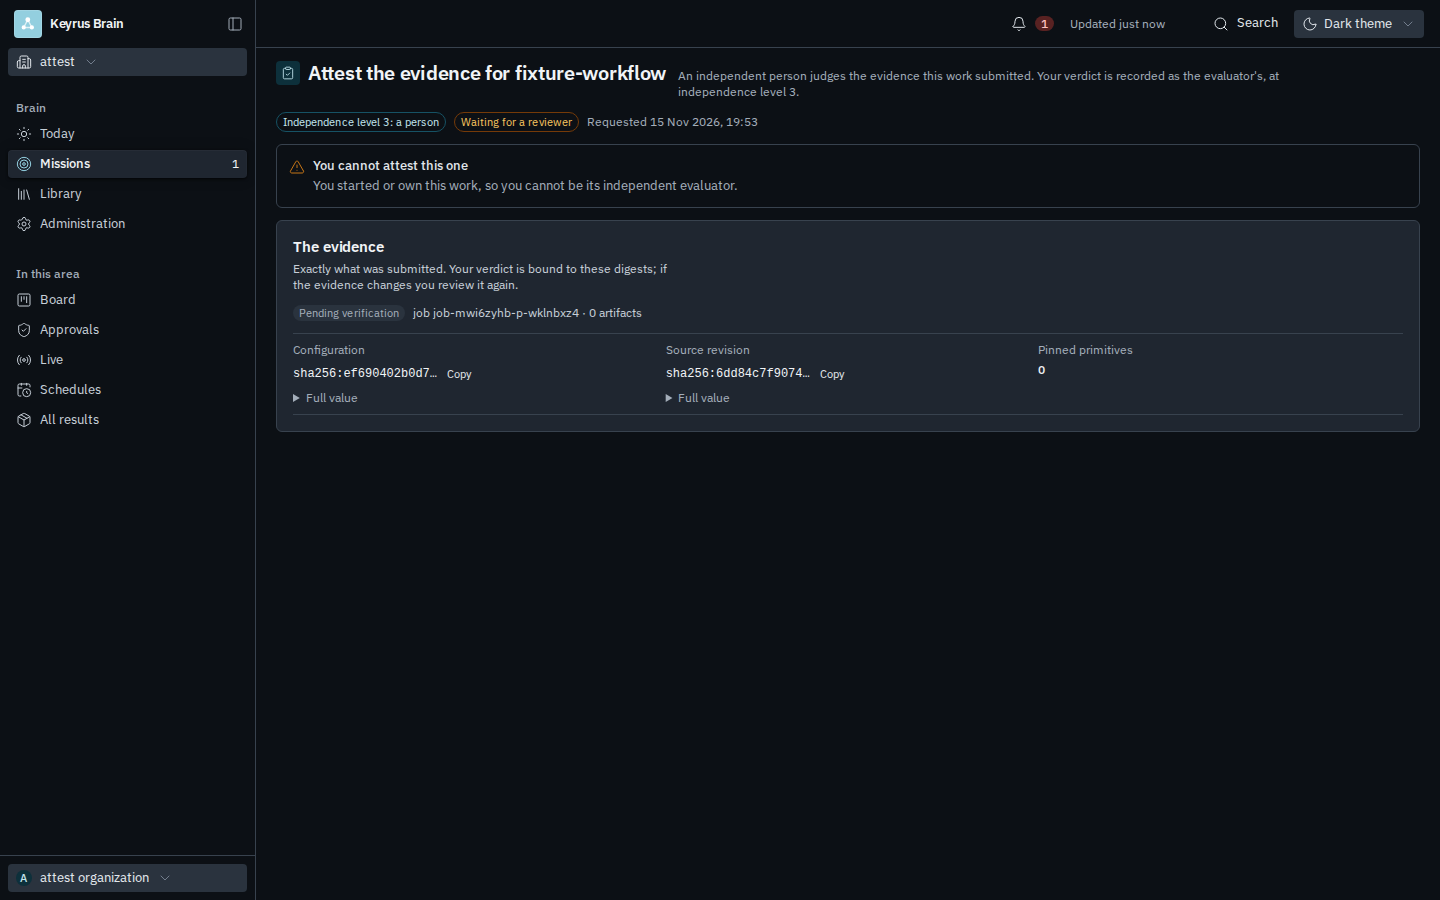 Keyrus Brain
attest
Brain
Today
Missions 1
Library
Administration
In this area
Board
Approvals
Live
Schedules
All results
A attest organization
1 Updated just now Search Dark theme
Attest the evidence for fixture-workflow
An independent person judges the evidence this work submitted. Your verdict is recorded as the evaluator's, at
independence level 3.
Independence level 3: a person Waiting for a reviewer Requested 15 Nov 2026, 19:53
You cannot attest this one
You started or own this work, so you cannot be its independent evaluator.
The evidence
Exactly what was submitted. Your verdict is bound to these digests; if
the evidence changes you review it again.
Pending verification job job-mwi6zyhb-p-wklnbxz4 · 0 artifacts
Configuration Source revision Pinned primitives
sha256:ef690402b0d7… Copy sha256:6dd84c7f9074… Copy 0
Full value Full value